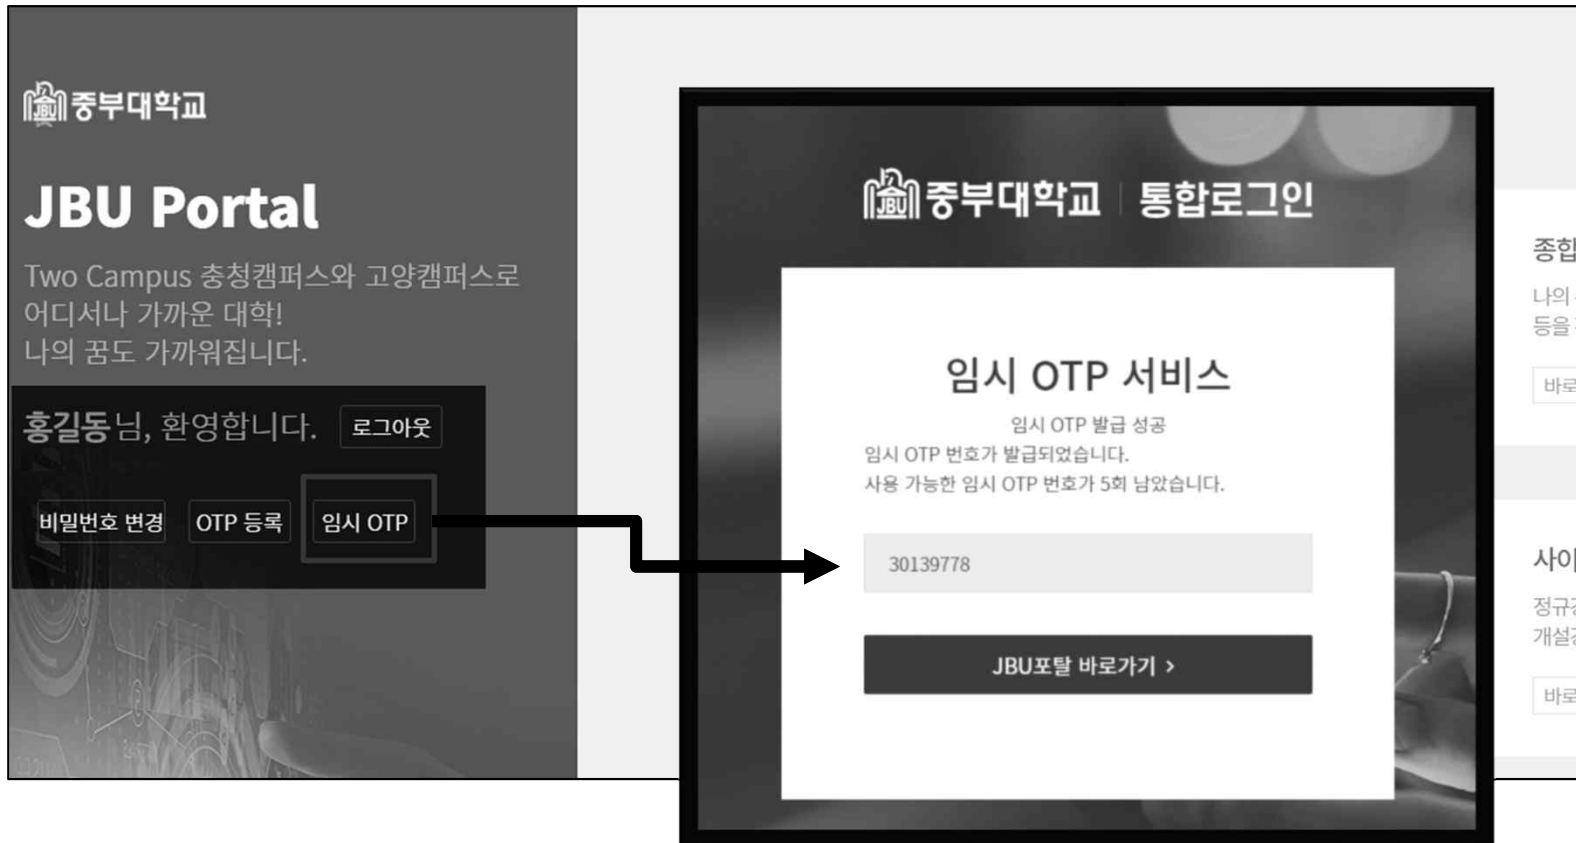 JBU 중부대학교
JBU Portal
Two Campus 충청캠퍼스와 고양캠퍼스로
어디서나 가까운 대학!
나의 꿈도 가까워집니다.
홍길동님, 환영합니다. 로그아웃
비밀번호 변경 OTP 등록 임시 OTP
JBU 중부대학교 | 통합로그인
임시 OTP 서비스
임시 OTP 발급 성공
임시 OTP 번호가 발급되었습니다.
사용 가능한 임시 OTP 번호가 5회 남았습니다.
30139778
JBU포탈 바로가기 >
종합
나의
등을
바로
사이
정규
개설
바로